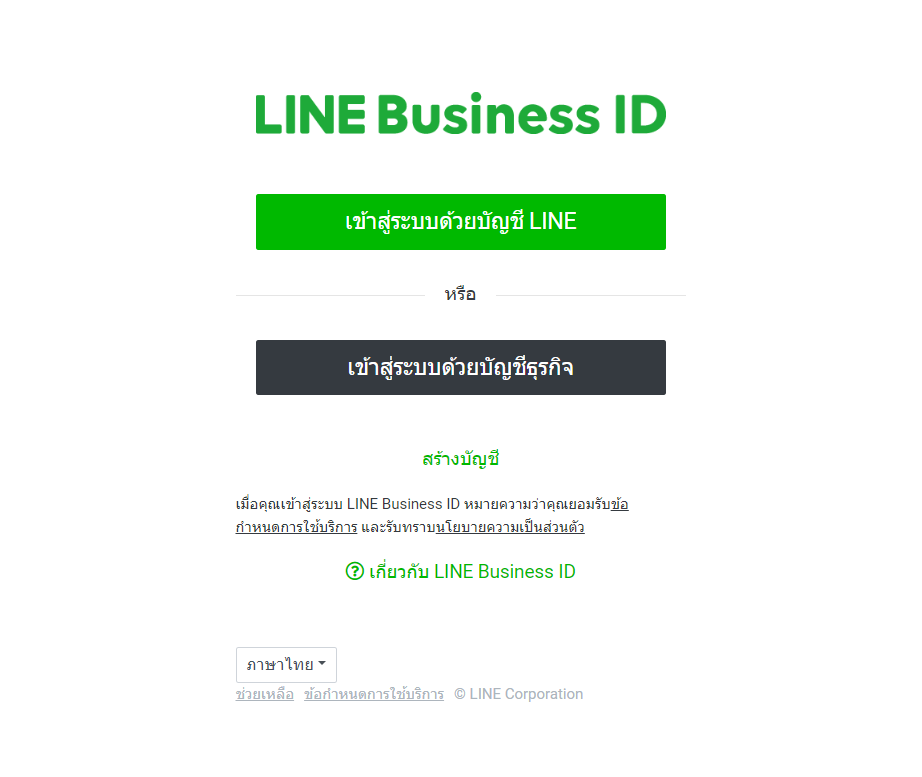 LINE Business ID
เข้าสู่ระบบด้วยบัญชี LINE
หรือ
เข้าสู่ระบบด้วยบัญชีธุรกิจ
สร้างบัญชี
เมื่อคุณเข้าสู่ระบบ LINE Business ID หมายความว่าคุณยอมรับข้อ
กำหนดการใช้บริการ และรับทราบนโยบายความเป็นส่วนตัว
เกี่ยวกับ LINE Business ID
ภาษาไทย
ช่วยเหลือ ข้อกำหนดการใช้บริการ © LINE Corporation